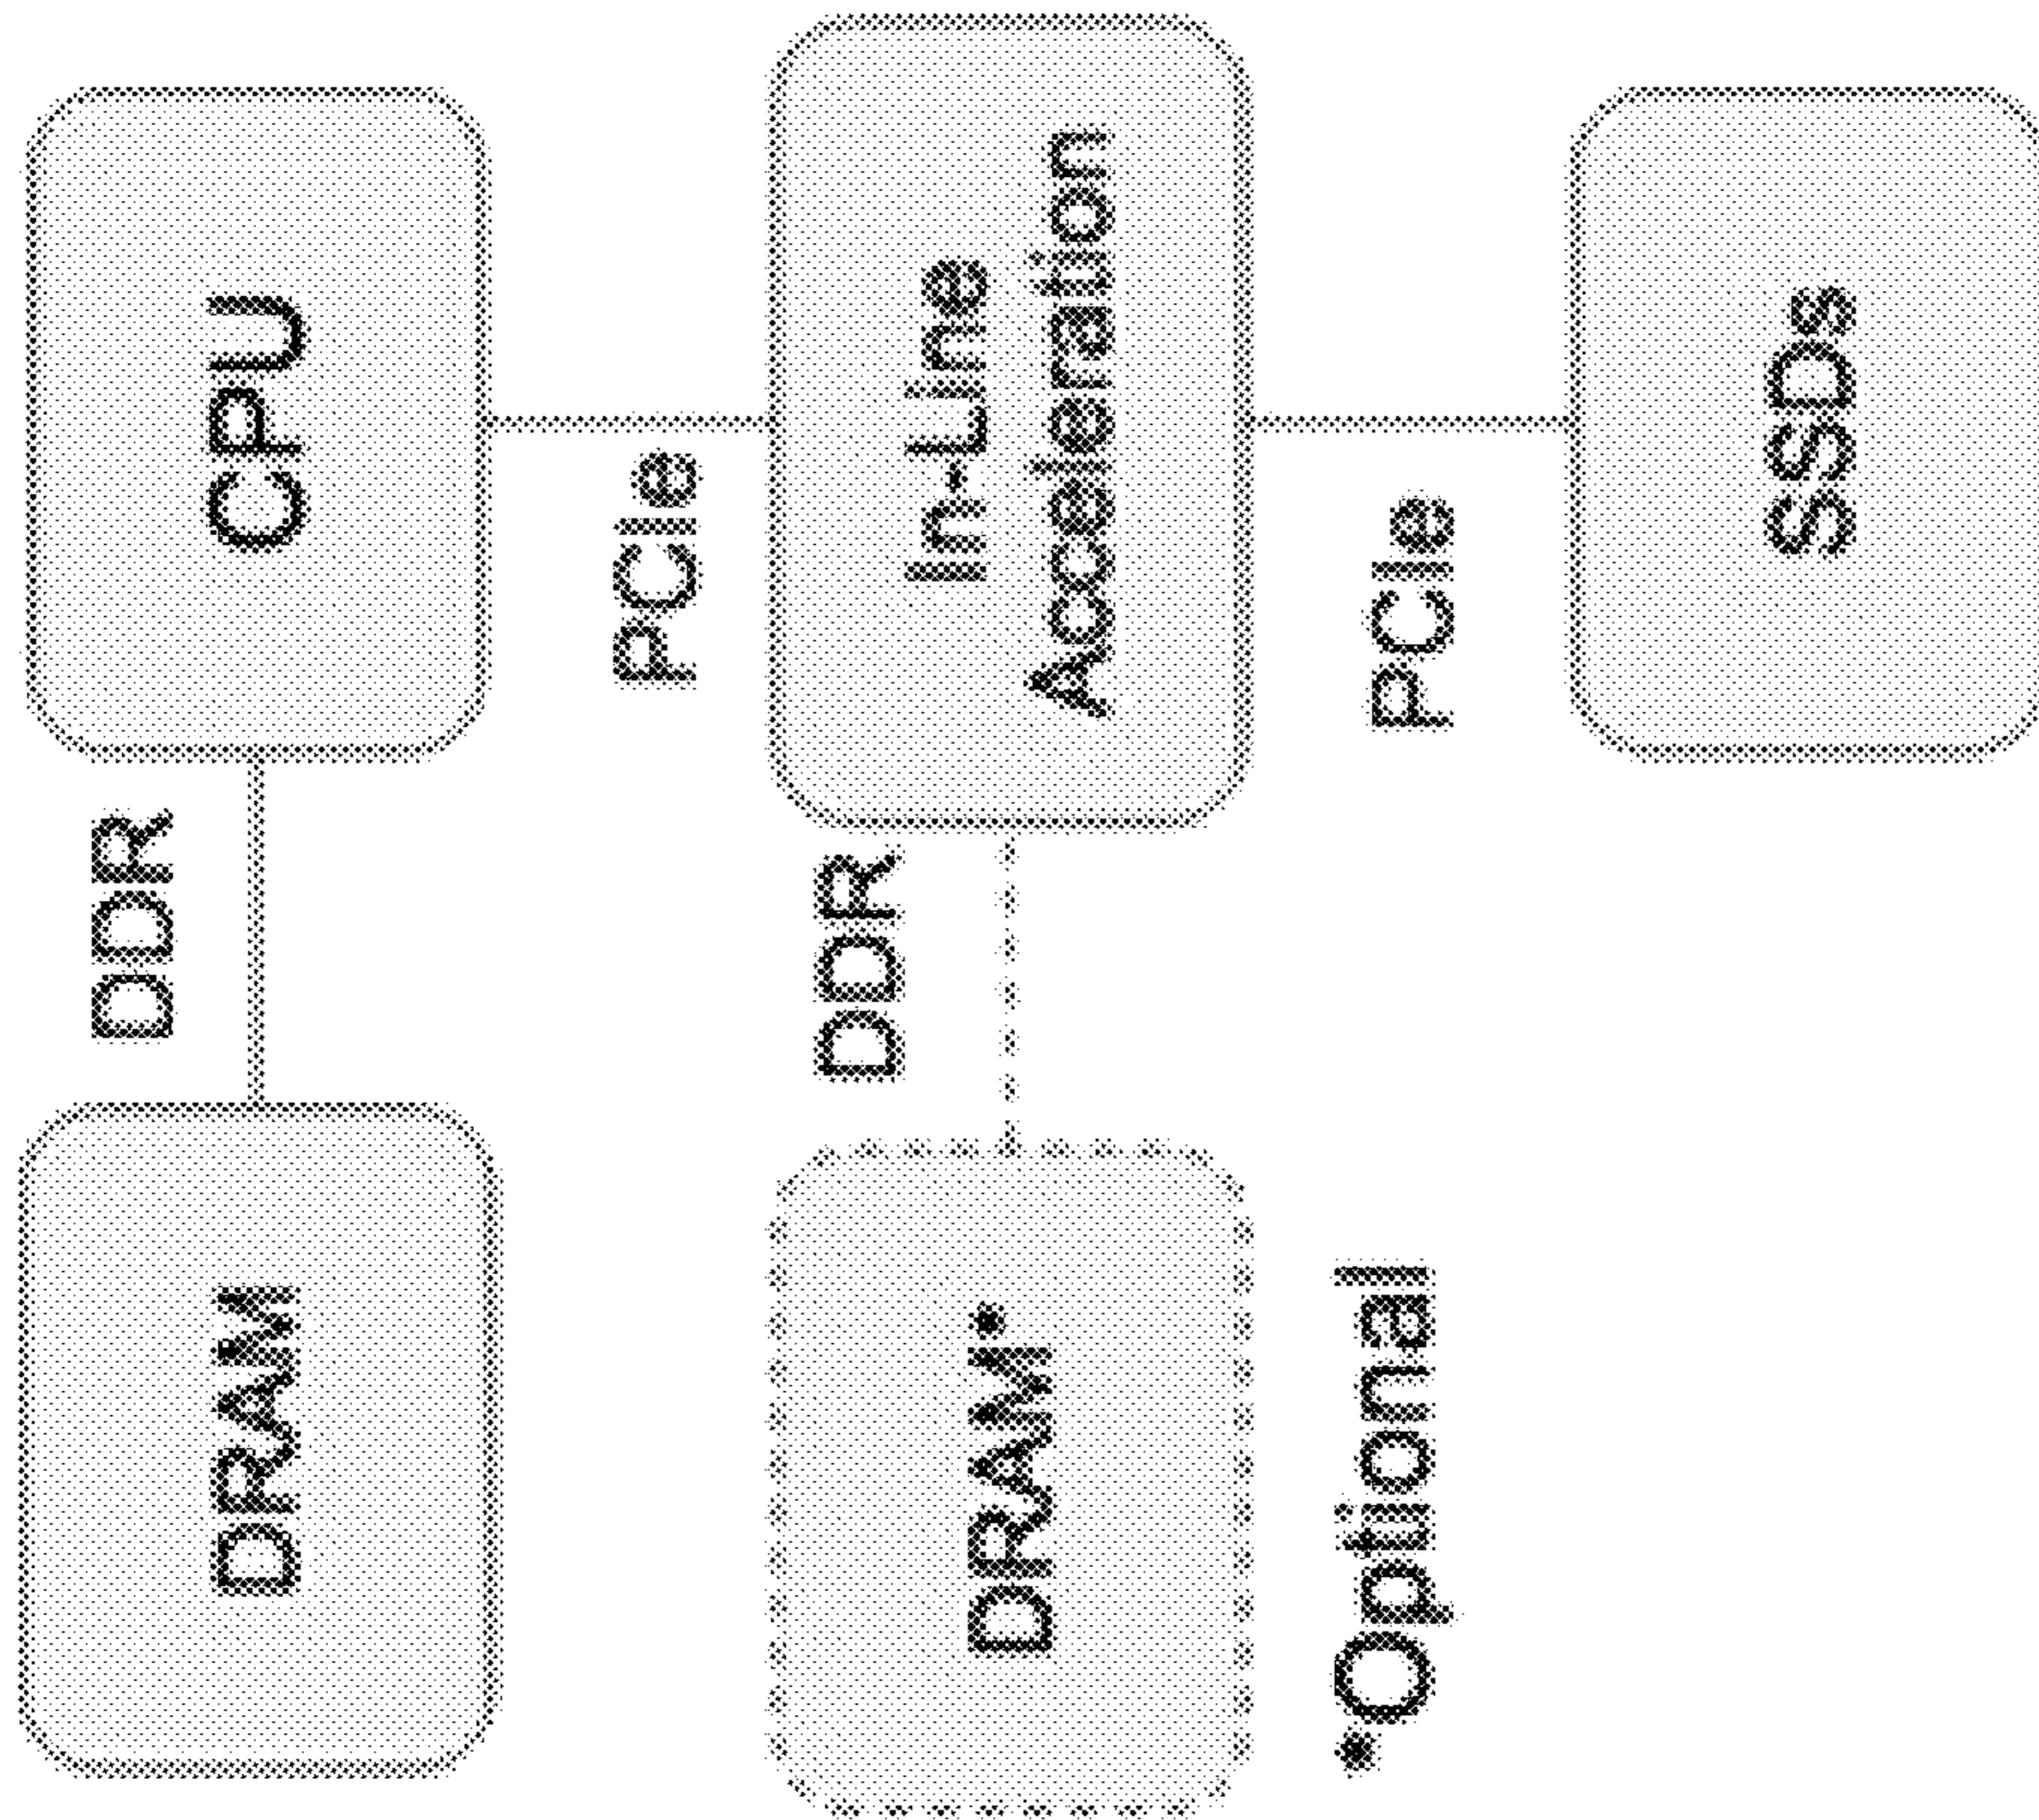 DRAM
DDR
CPU
PCIe
DRAM*
DDR
In-Line
Acceleration
*Optional
PCIe
SSDs